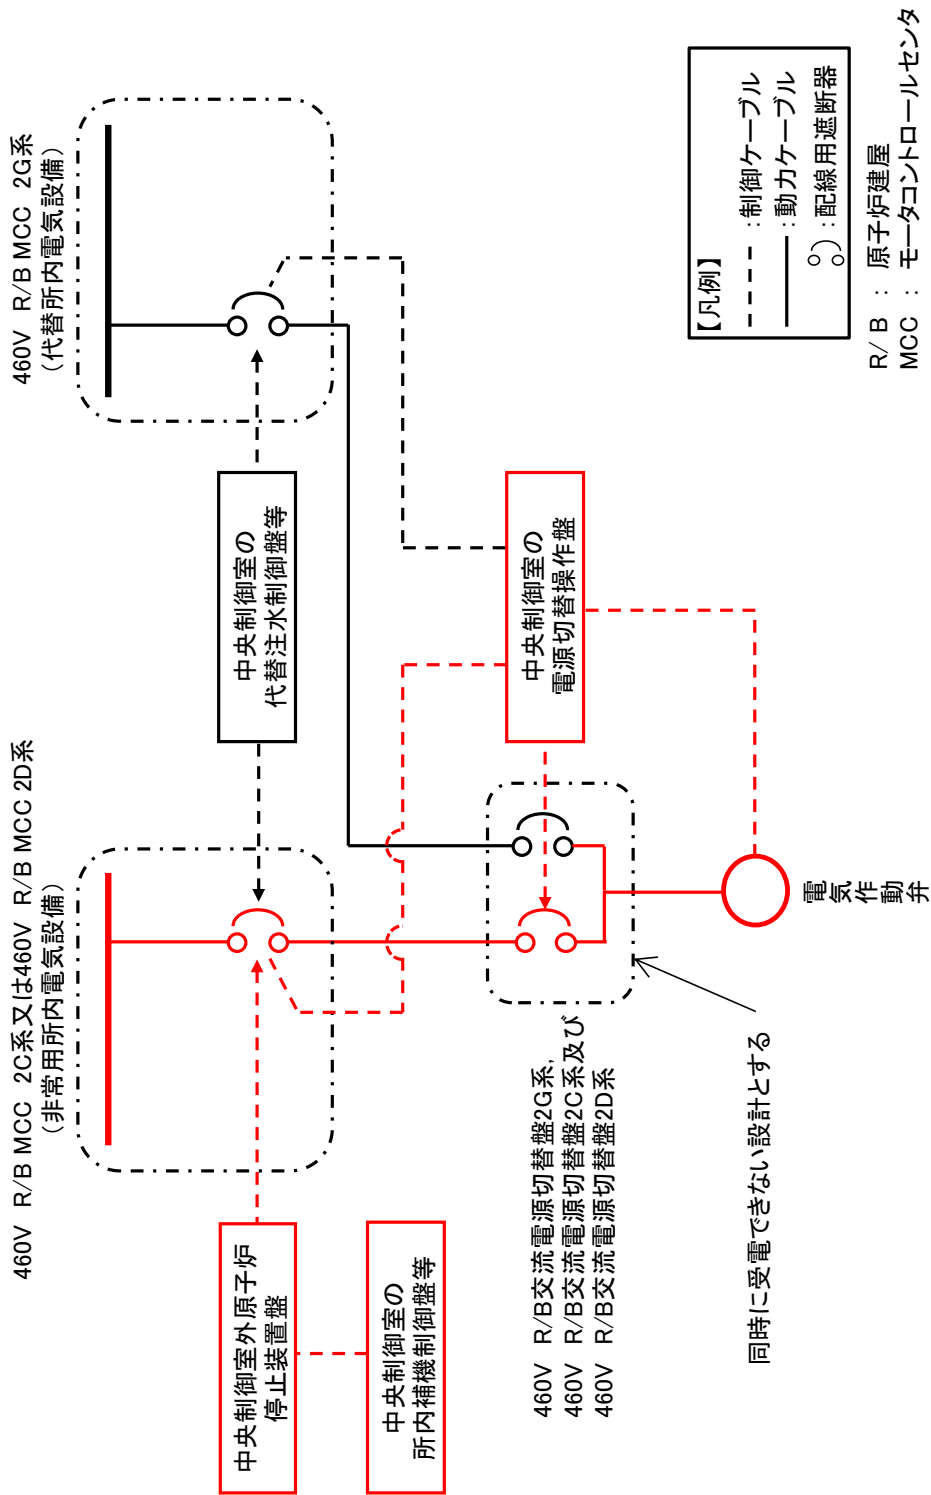 460V R/B MCC 2C系又は460V R/B MCC 2D系
（非常用所内電気設備）
460V R/B MCC 2G系
（代替所内電気設備）
中央制御室外原子炉
停止装置盤
中央制御室の
代替注水制御盤等
中央制御室の
所内補機制御盤等
中央制御室の
電源切替操作盤
460V R/B交流電源切替盤2G系，
460V R/B交流電源切替盤2C系及び
460V R/B交流電源切替盤2D系
同時に受電できない設計とする
電気作動弁
【凡例】
：制御ケーブル
：動力ケーブル
：配線用遮断器
R/ B ： 原子炉建屋
MCC ： モータコントロールセンタ